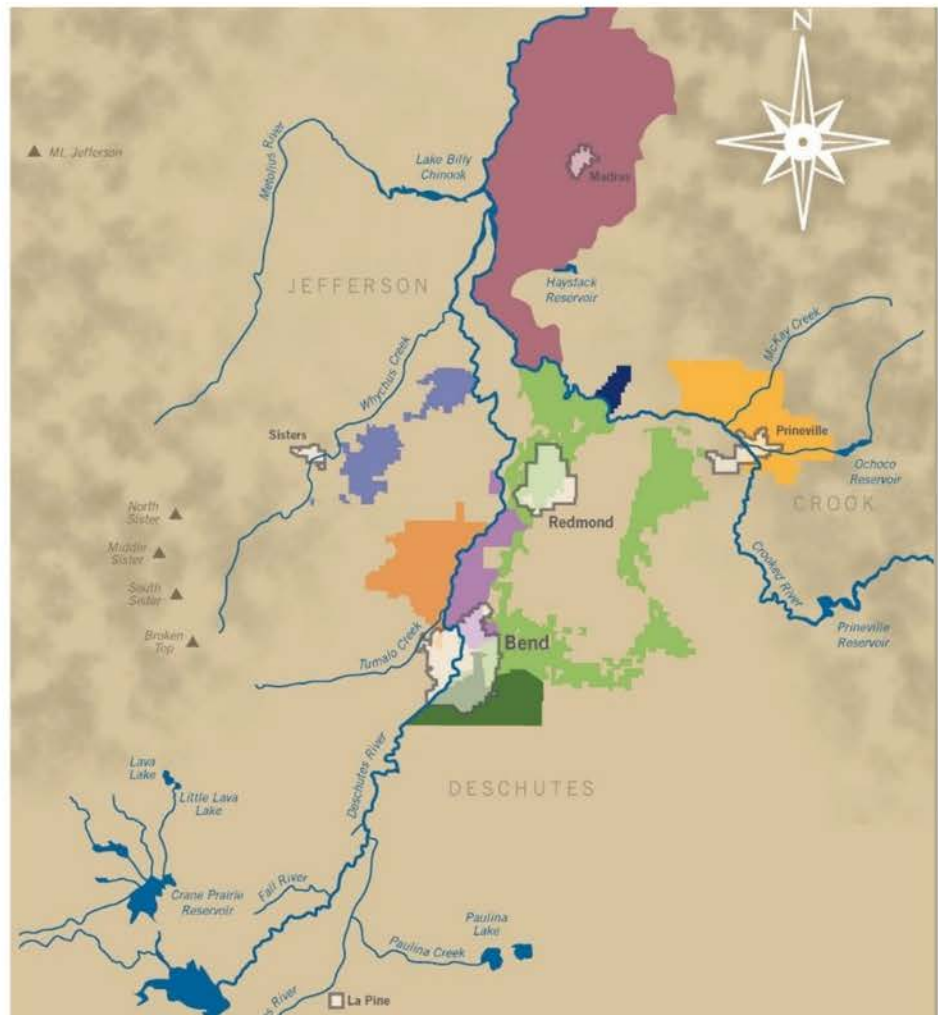 N
Mt. Jefferson
Metolius River
Lake Billy
Chinook
Madras
JEFFERSON
Haystack
Reservoir
McKay Creek
Whychus Creek
Sisters
Prineville
Ochoco
Reservoir
CROOK
North
Sister
Redmond
Middle
Sister
Crooked River
South
Sister
Prineville
Reservoir
Broken
Top
Tumalo Creek
Bend
Deschutes River
DESCHUTES
Lava
Lake
Little Lava
Lake
Fall River
Crane Prairie
Reservoir
Paulina
Lake
Paulina Creek
River
La Pine